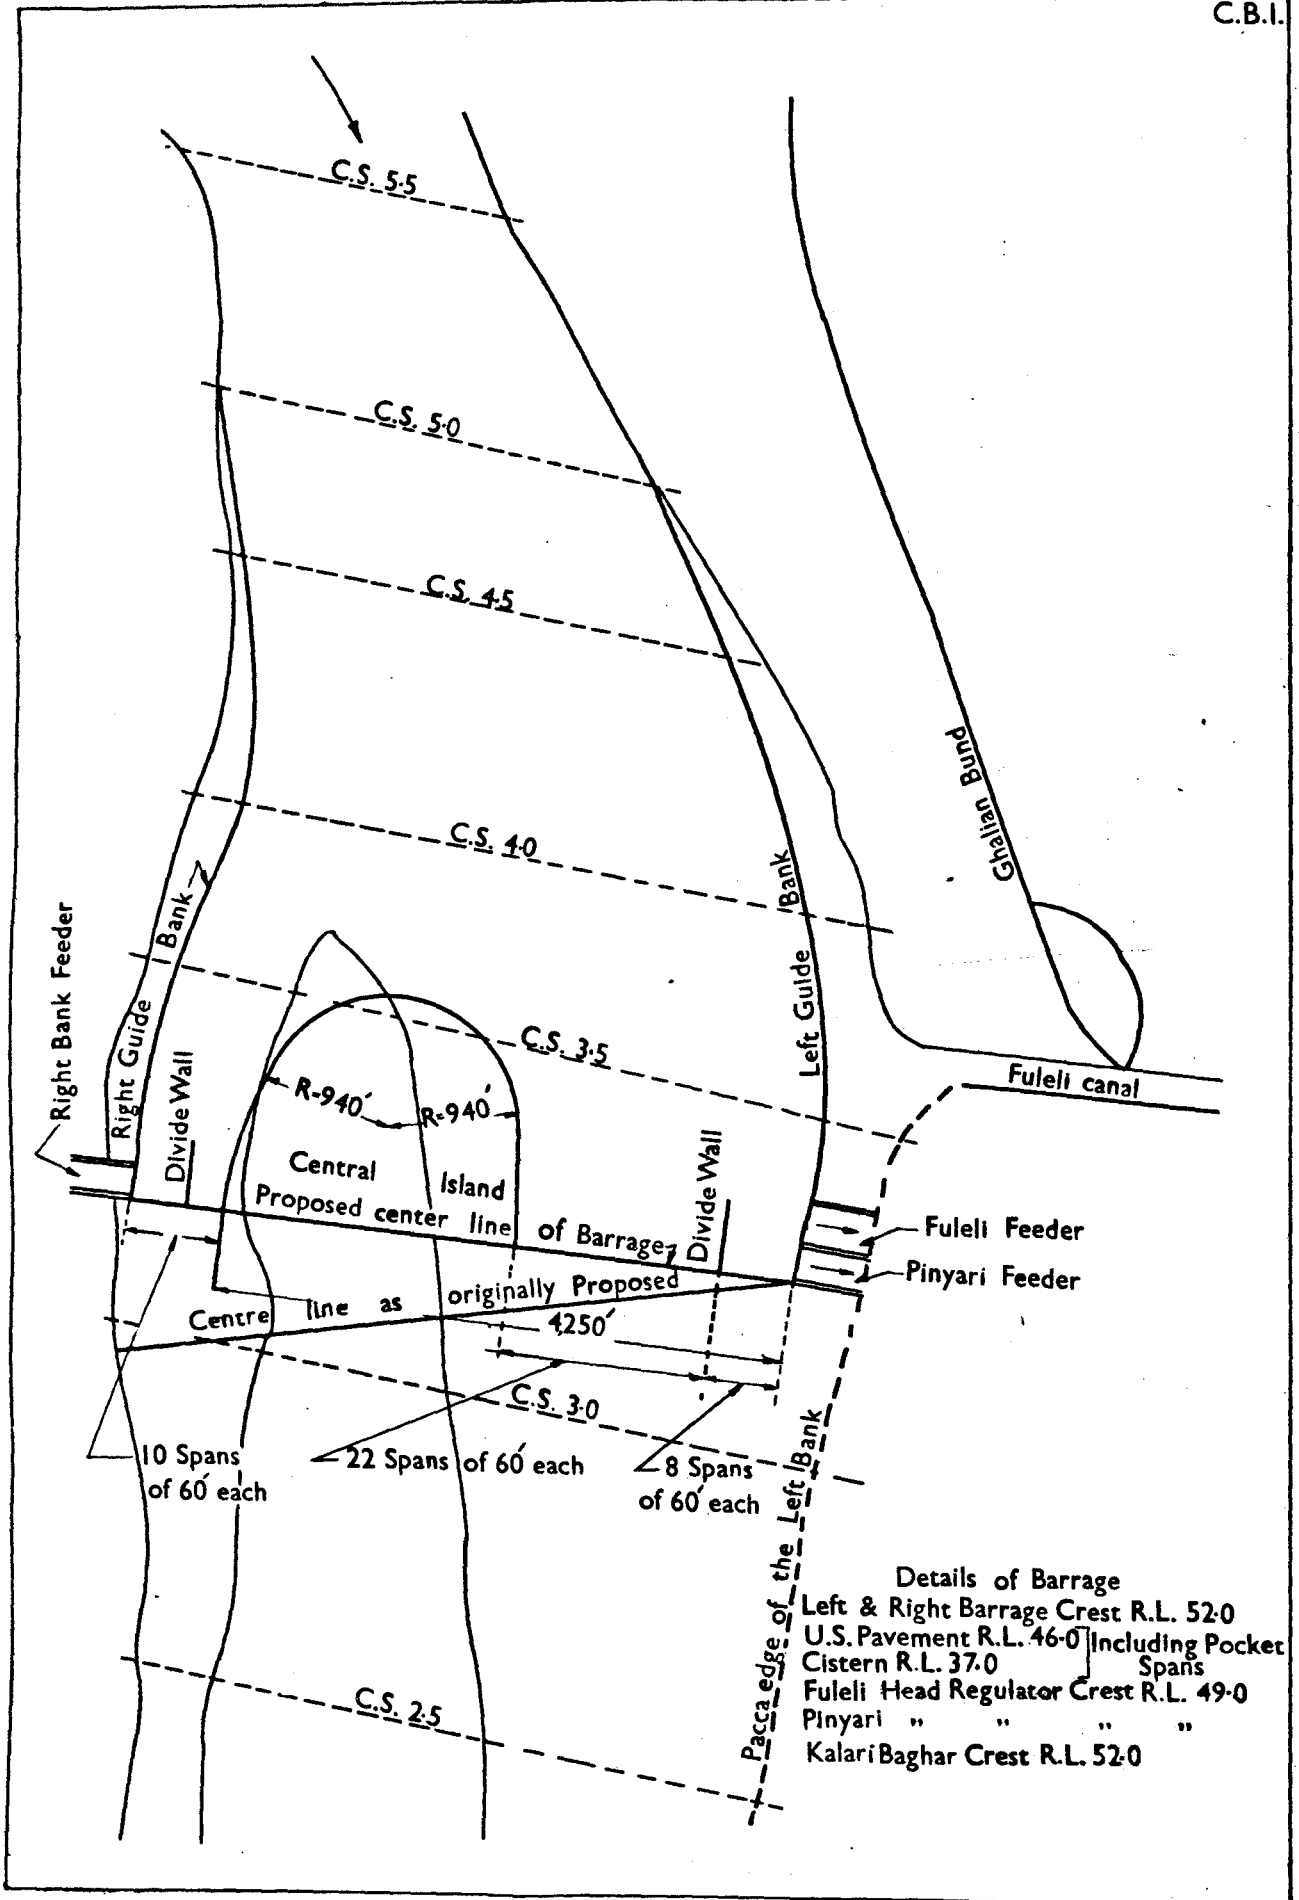 C.B.I.
C.S. 5·5
C.S. 5·0
C.S. 4·5
Ghalian Bund
C.S. 4·0
Left Guide Bank
Right Guide Bank
Right Bank Feeder
C.S. 3·5
Fuleli canal
Divide Wall
R=940′
R=940′
Central Island
Divide Wall
Proposed center line of Barrage
Fuleli Feeder
Pinyari Feeder
Centre line as originally Proposed
4,250′
C.S. 3·0
10 Spans
of 60′ each
22 Spans of 60′ each
8 Spans
of 60′ each
Pacca edge of the Left Bank
C.S. 2·5
Details of Barrage
Left & Right Barrage Crest R.L. 52·0
U.S. Pavement R.L. 46·0 Including Pocket
Cistern R.L. 37·0 Spans
Fuleli Head Regulator Crest R.L. 49·0
Pinyari " " " "
Kalari Baghar Crest R.L. 52·0